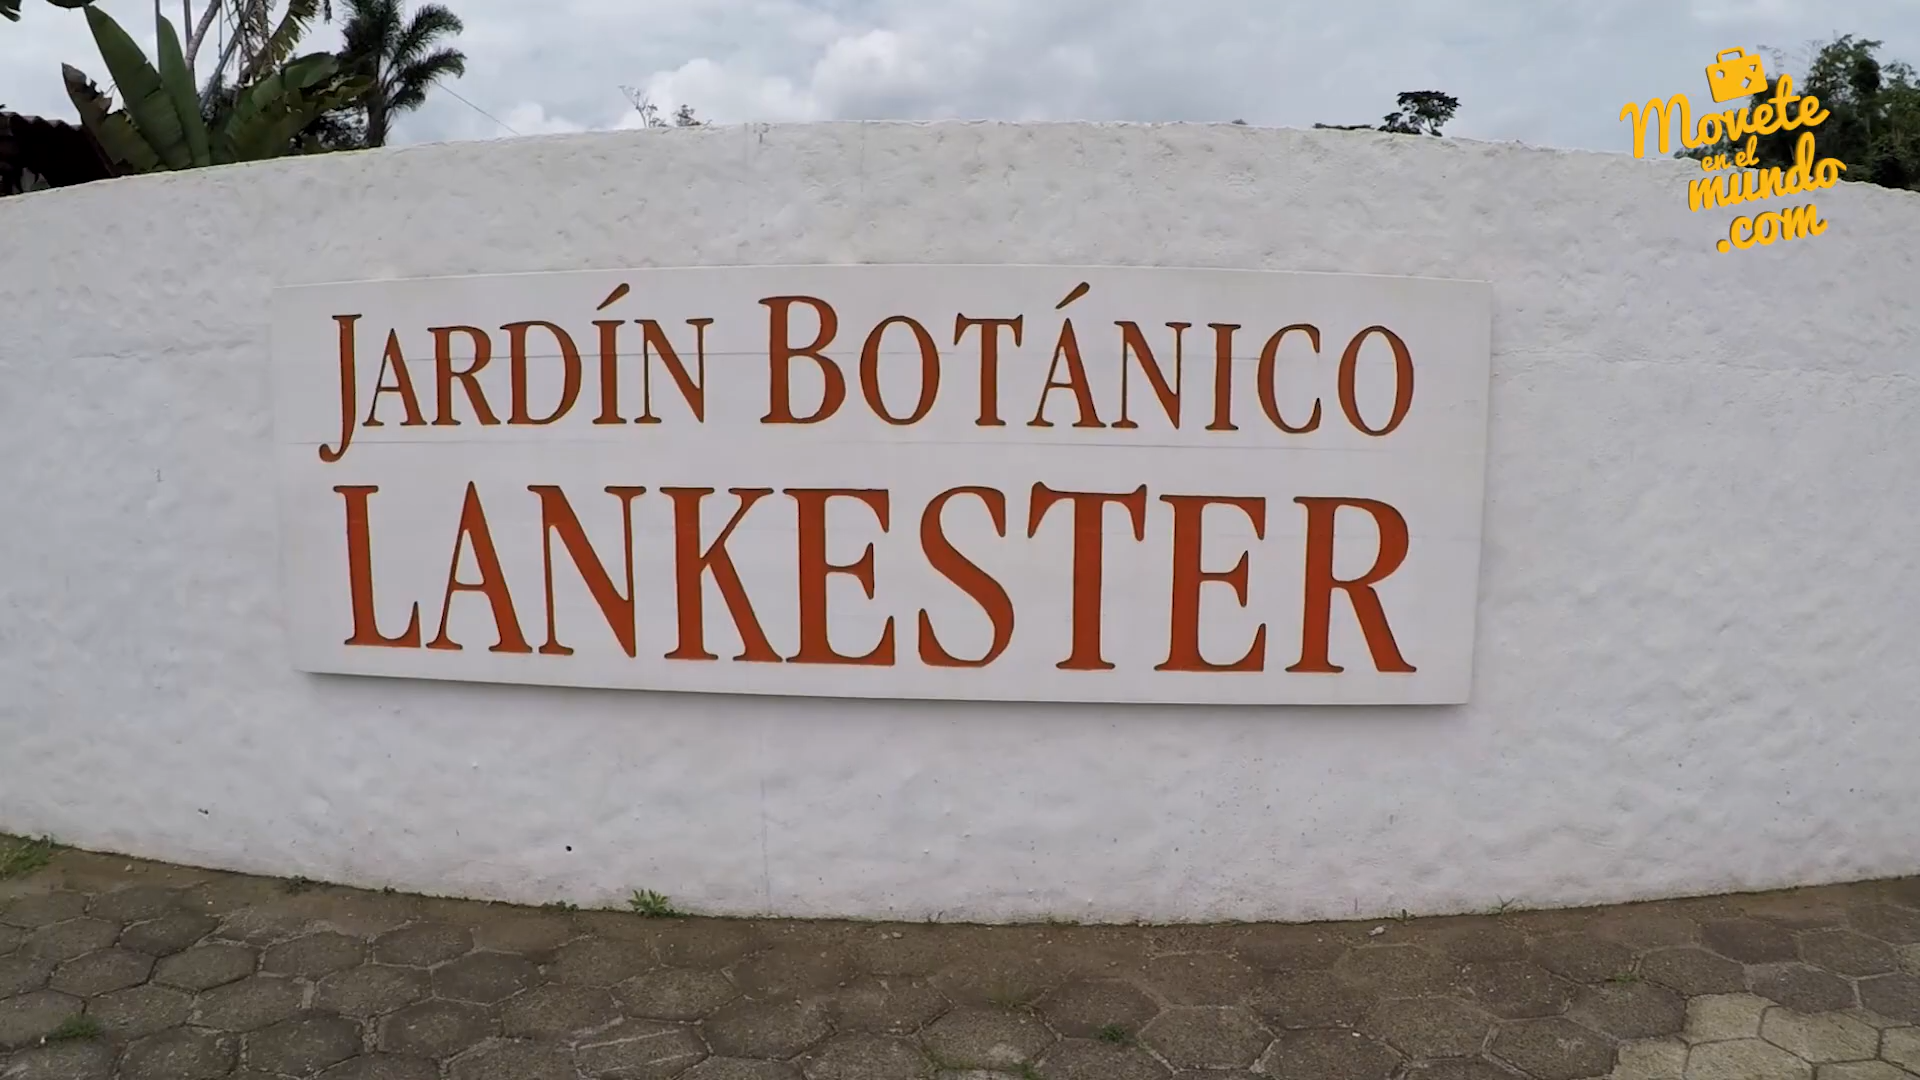 Movete
en el
mundo
.com
JARDÍN BOTÁNICO
LANKESTER